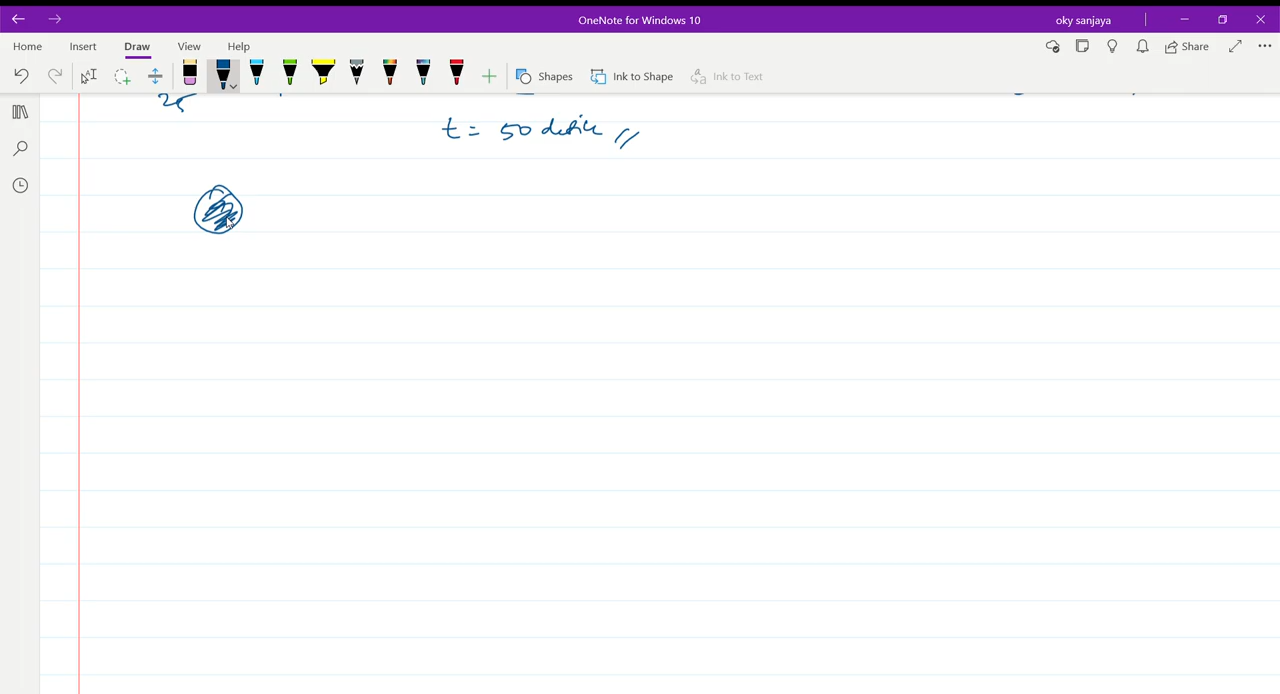 OneNote for Windows 10
oky sanjaya
Home Insert Draw View Help
Share
Shapes Ink to Shape Ink to Text
25
t = 50 detik //